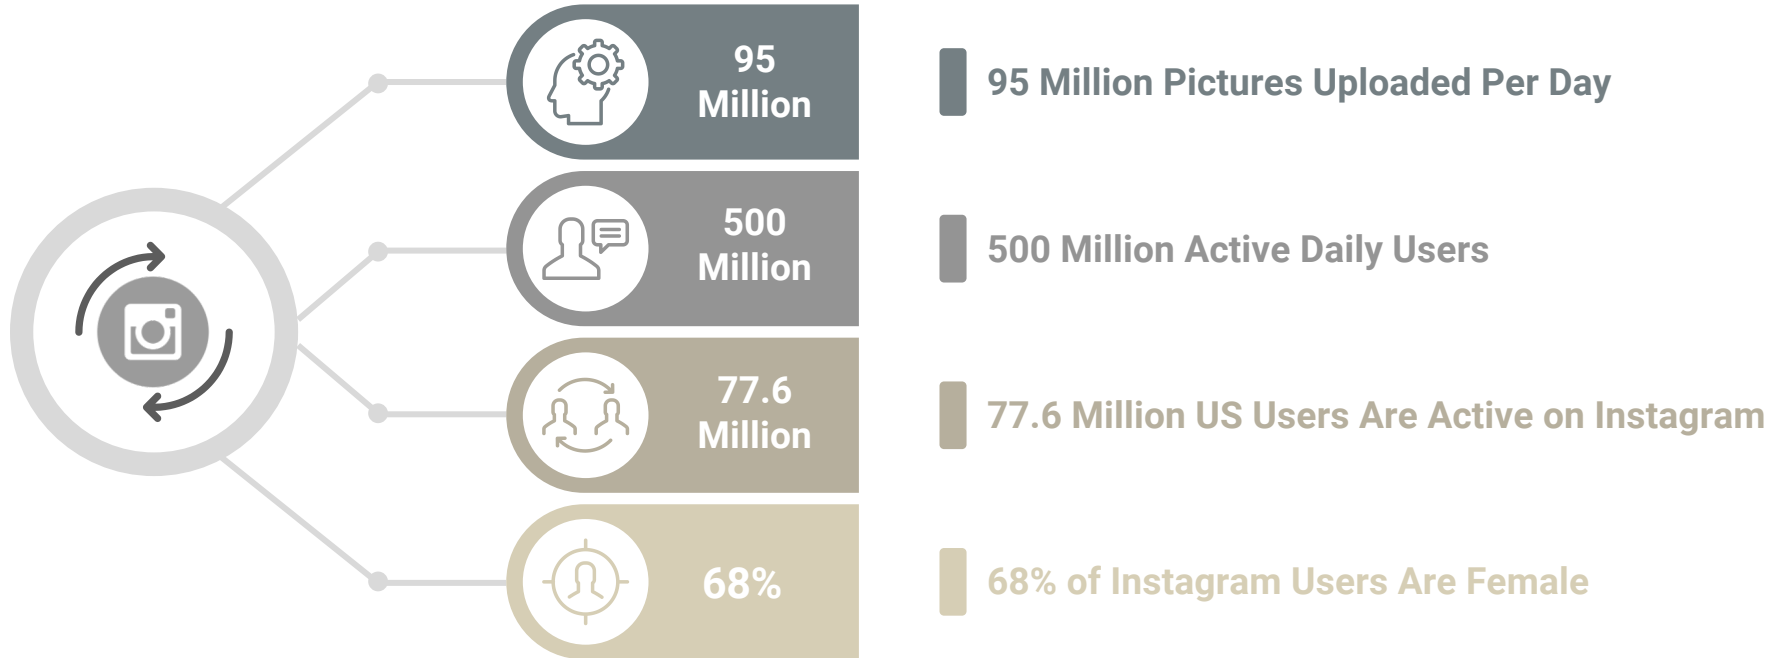 95
Million
95 Million Pictures Uploaded Per Day
500
Million
500 Million Active Daily Users
77.6
Million
77.6 Million US Users Are Active on Instagram
68%
68% of Instagram Users Are Female